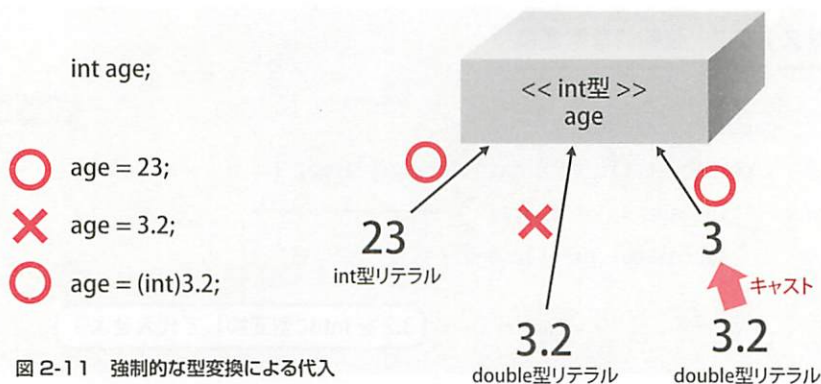 int age;
age = 23;
age = 3.2;
age = (int)3.2;
<< int型 >>
age
23
int型リテラル
3.2
double型リテラル
3
キャスト
3.2
double型リテラル
図 2-11 強制的な型変換による代入